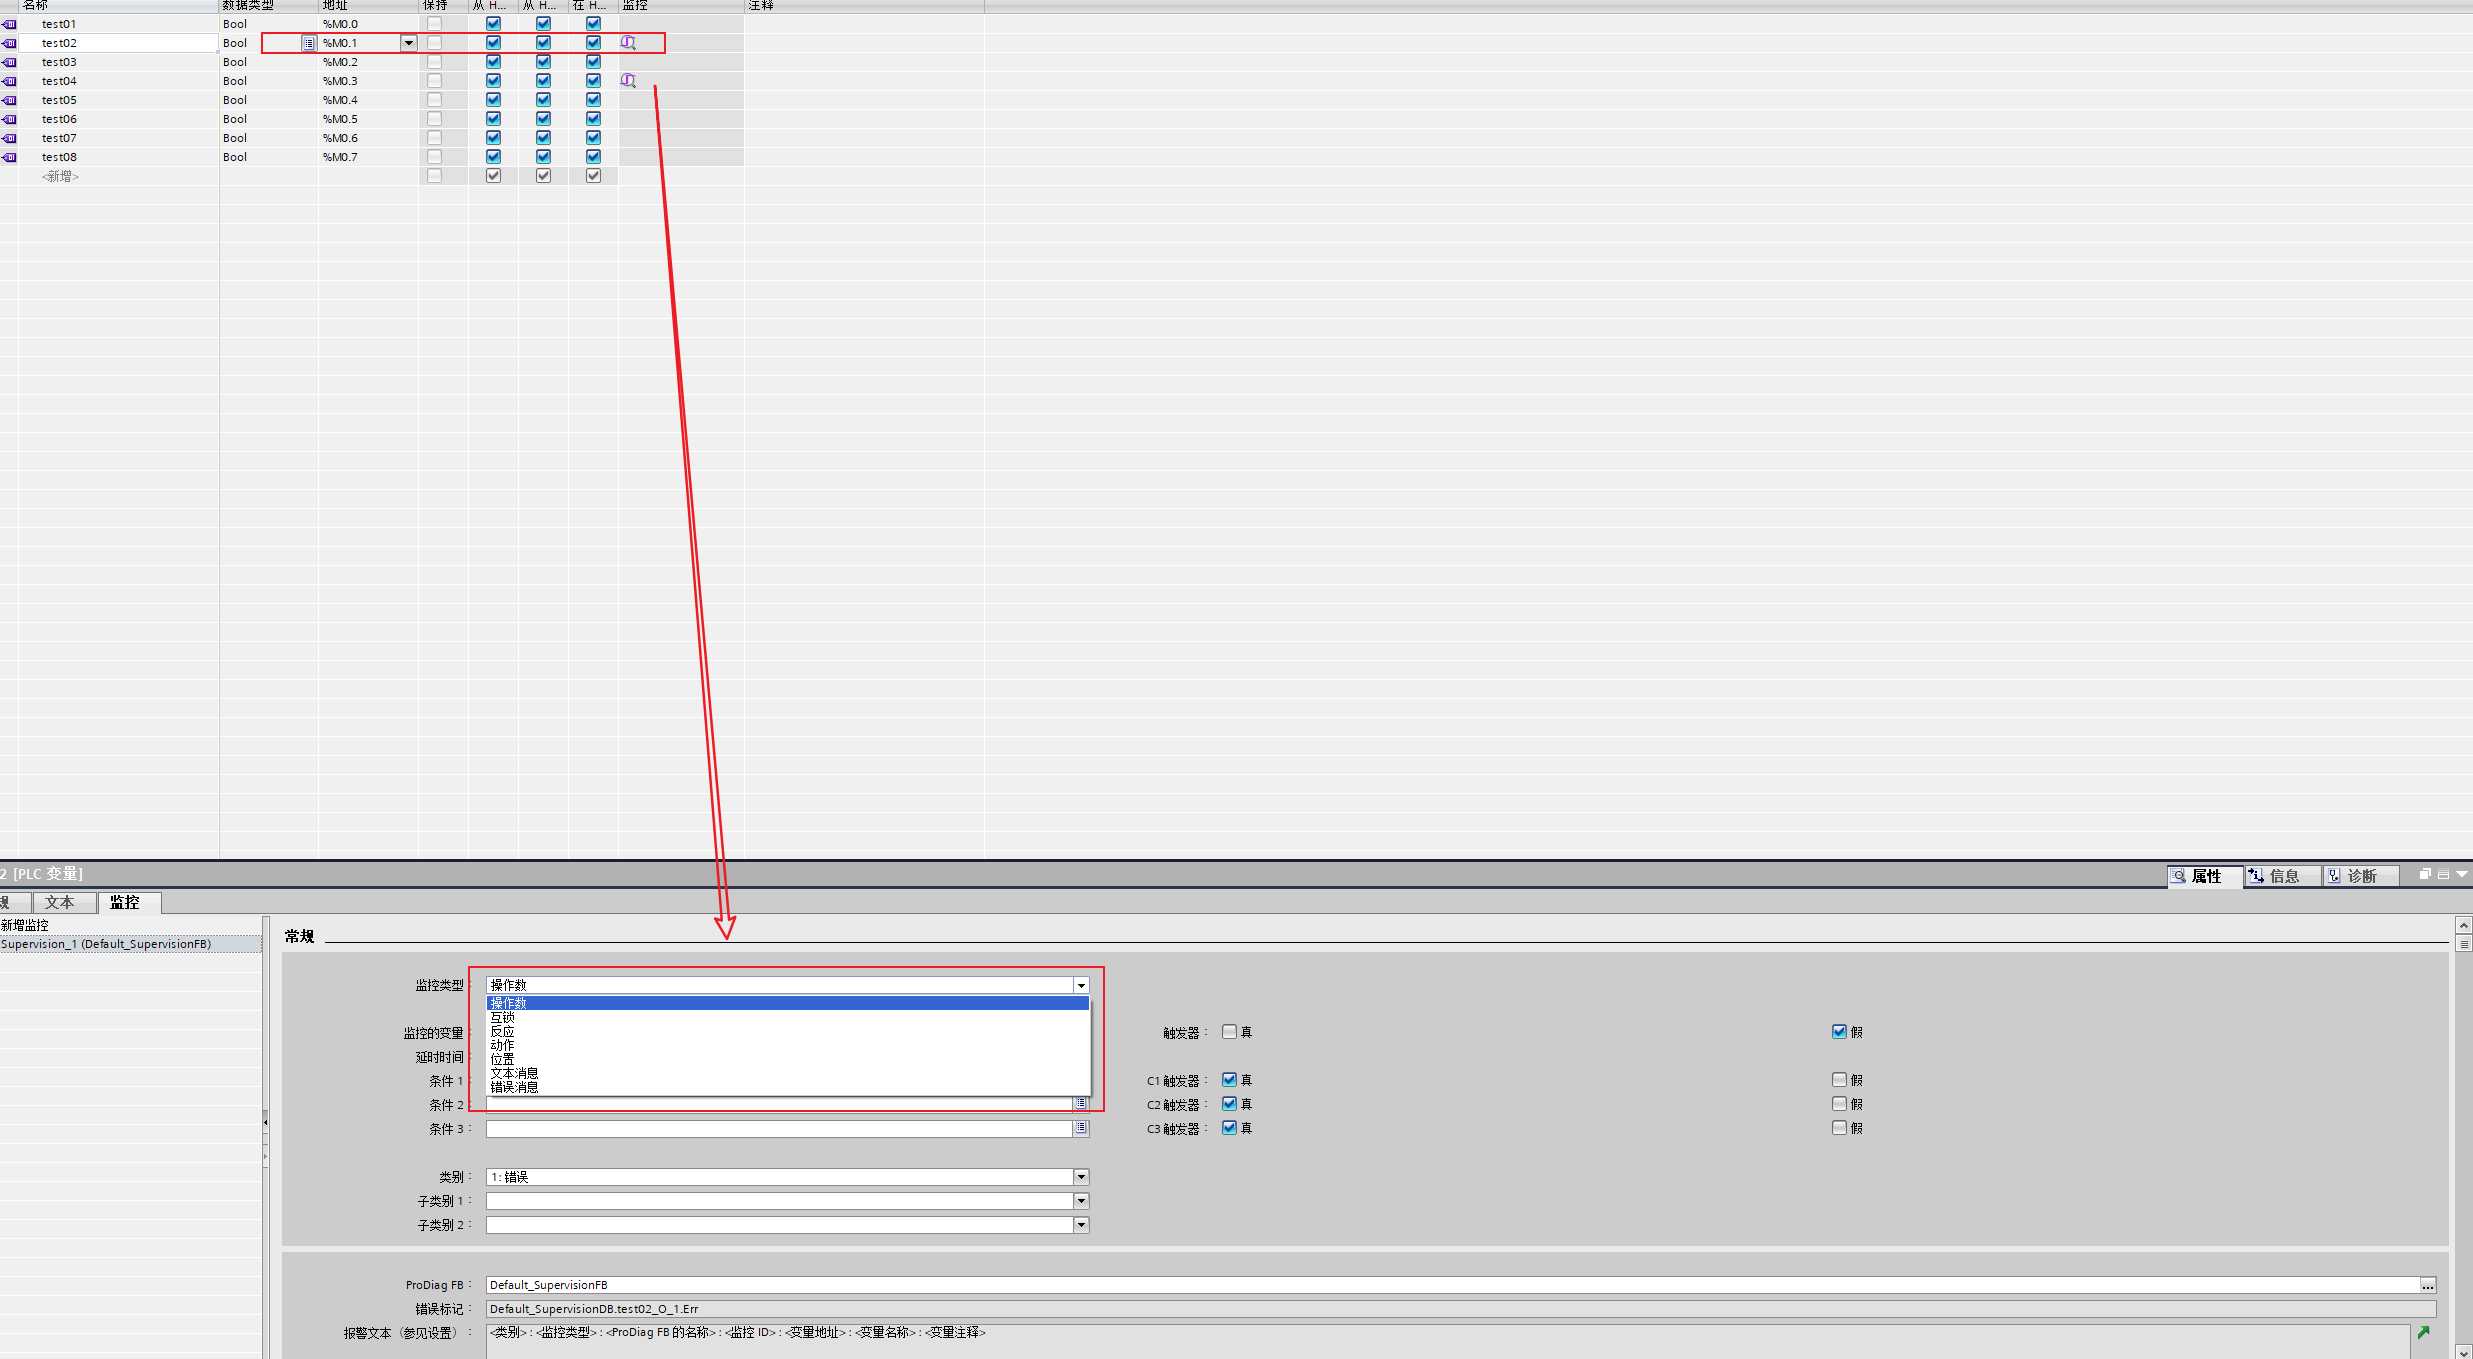 名称 数据类型 地址 保持 从 H... 从 H... 在 H... 监控 注释
test01 Bool %M0.0
test02 Bool %M0.1
test03 Bool %M0.2
test04 Bool %M0.3
test05 Bool %M0.4
test06 Bool %M0.5
test07 Bool %M0.6
test08 Bool %M0.7
<新增>
2 [PLC 变量] 属性 信息 诊断
规 文本 监控
新增监控
Supervision_1 (Default_SupervisionFB)
常规
监控类型： 操作数
操作数
互锁
反应
动作
位置
文本消息
错误消息
监控的变量： 触发器： 真 假
延时时间：
条件 1： C1 触发器： 真 假
条件 2： C2 触发器： 真 假
条件 3： C3 触发器： 真 假
类别： 1: 错误
子类别 1：
子类别 2：
ProDiag FB： Default_SupervisionFB ...
错误标记： Default_SupervisionDB.test02_O_1.Err
报警文本（参见设置）： <类别> : <监控类型> : <ProDiag FB 的名称> : <监控 ID> : <变量地址> : <变量名称> : <变量注释>